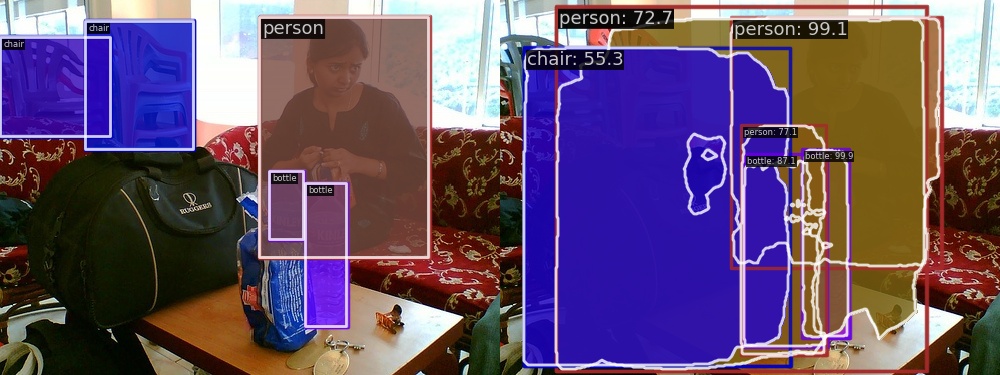 chair
chair
person
RUGGERS
bottle
bottle
person: 72.7
person: 99.1
chair: 55.3
person: 77.1
bottle: 87.1
bottle: 99.9